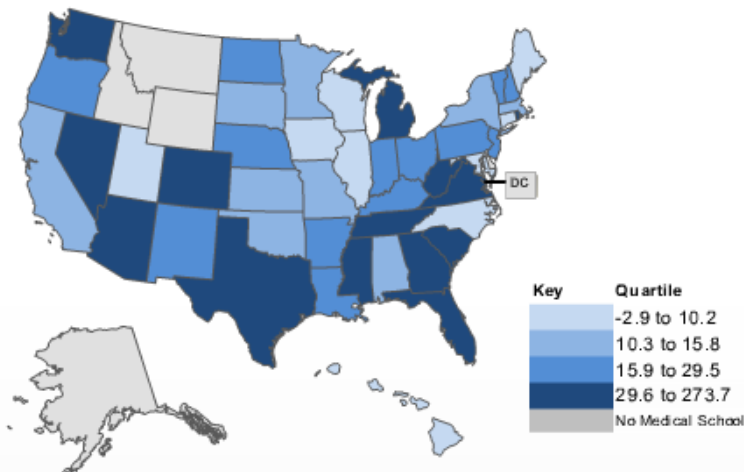 DC
Key Quartile
-2.9 to 10.2
10.3 to 15.8
15.9 to 29.5
29.6 to 273.7
No Medical School